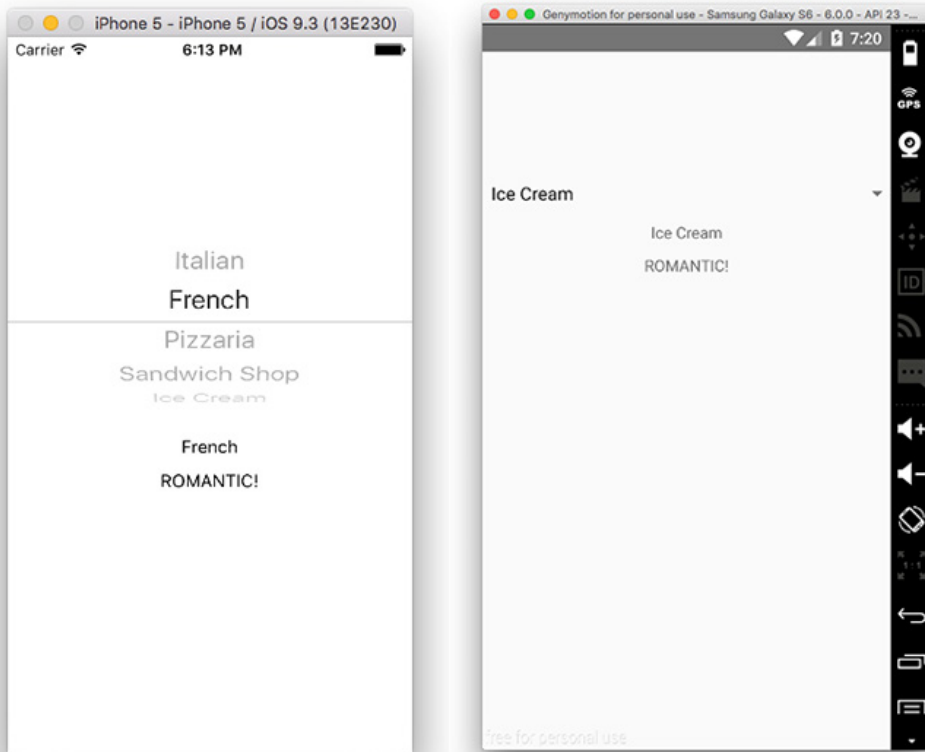 iPhone 5 - iPhone 5 / iOS 9.3 (13E230)
Carrier 6:13 PM
Italian
French
Pizzaria
Sandwich Shop
Ice Cream
French
ROMANTIC!
Genymotion for personal use - Samsung Galaxy S6 - 6.0.0 - API 23 -...
7:20
GPS
Ice Cream
Ice Cream
ROMANTIC!
ID
1:1
free for personal use